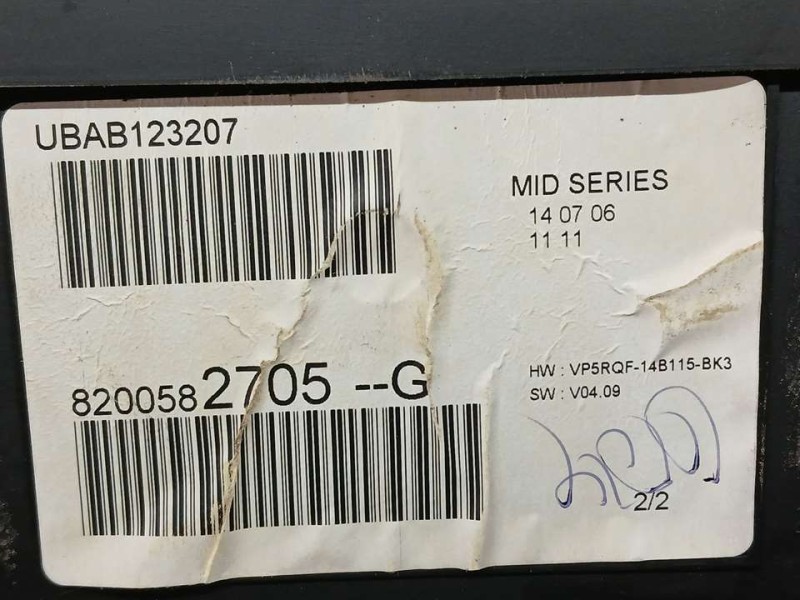 UBAB123207
MID SERIES
14 07 06
11 11
8200582705 --G
HW : VP5RQF-14B115-BK3
SW : V04.09
2/2